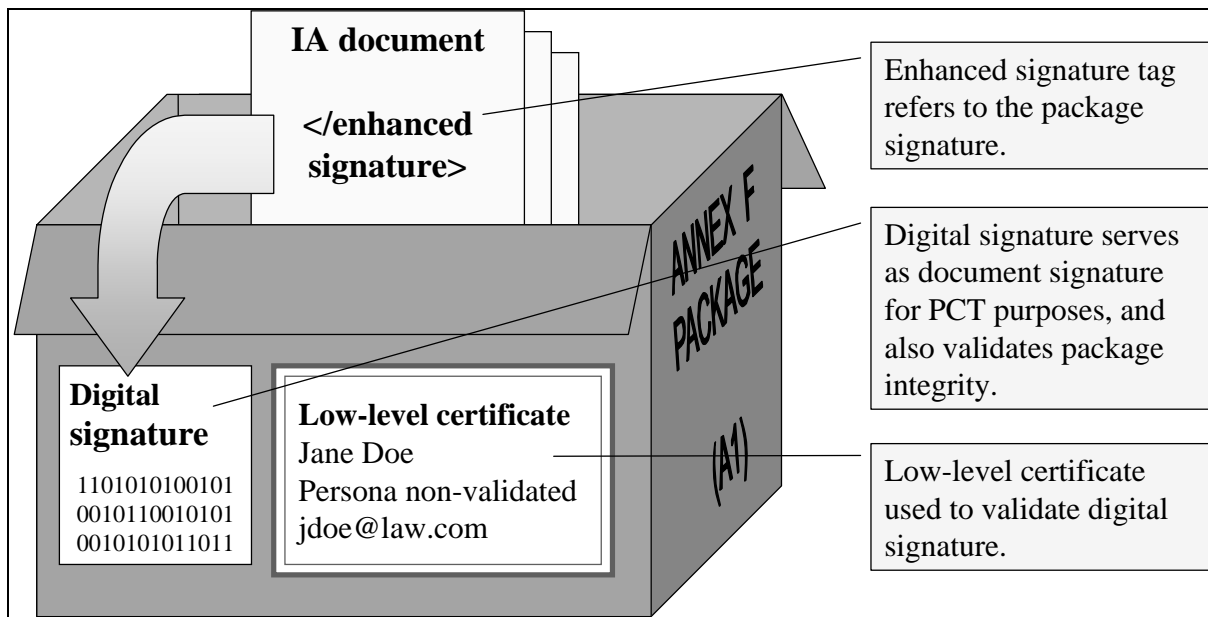 IA document
</enhanced
signature>
Enhanced signature tag
refers to the package
signature.
ANNEX F
PACKAGE
(A1)
Digital signature serves
as document signature
for PCT purposes, and
also validates package
integrity.
Digital
signature
1101010100101
0010110010101
0010101011011
Low-level certificate
Jane Doe
Persona non-validated
jdoe@law.com
Low-level certificate
used to validate digital
signature.